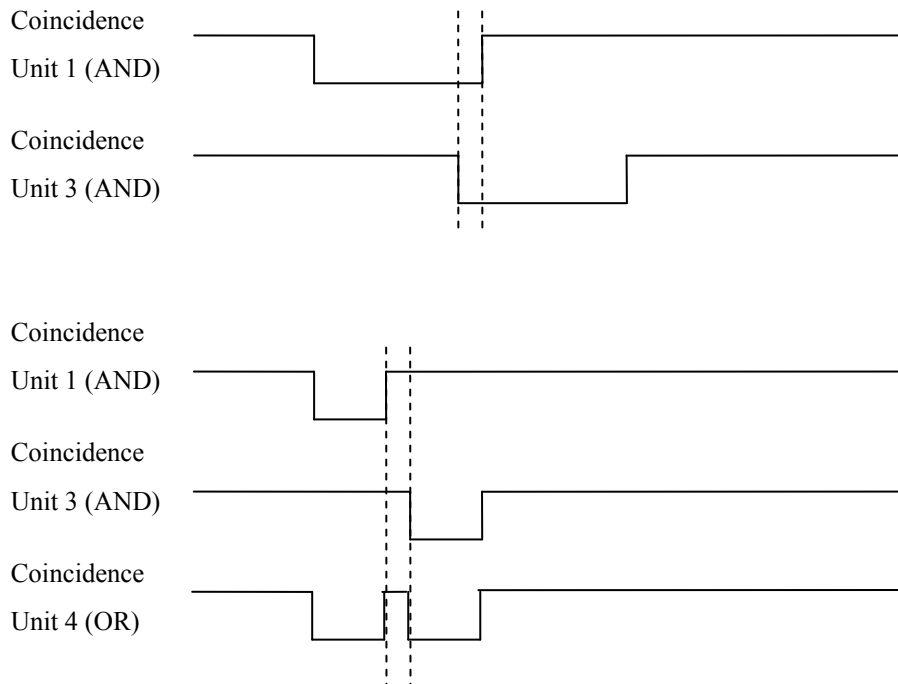 Coincidence
Unit 1 (AND)
Coincidence
Unit 3 (AND)
Coincidence
Unit 1 (AND)
Coincidence
Unit 3 (AND)
Coincidence
Unit 4 (OR)